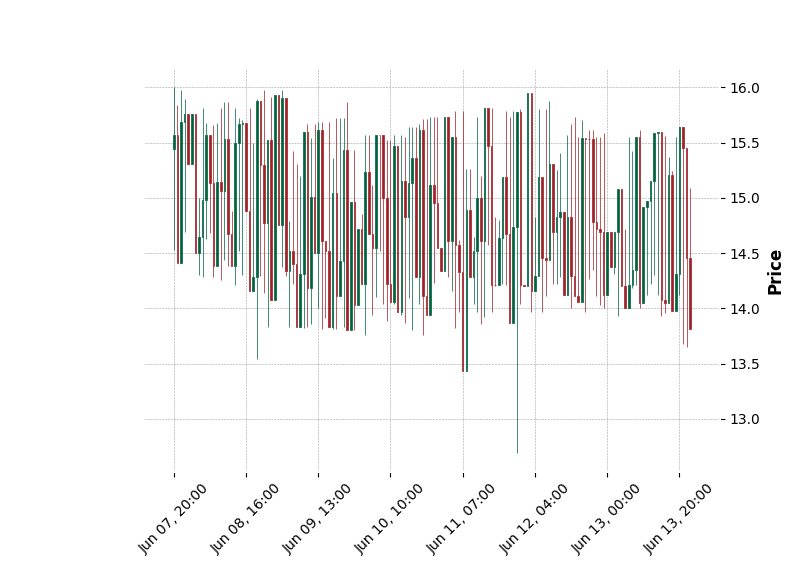 16.0
15.5
15.0
14.5
14.0
13.5
13.0
Price
Jun 07, 20:00
Jun 08, 16:00
Jun 09, 13:00
Jun 10, 10:00
Jun 11, 07:00
Jun 12, 04:00
Jun 13, 00:00
Jun 13, 20:00